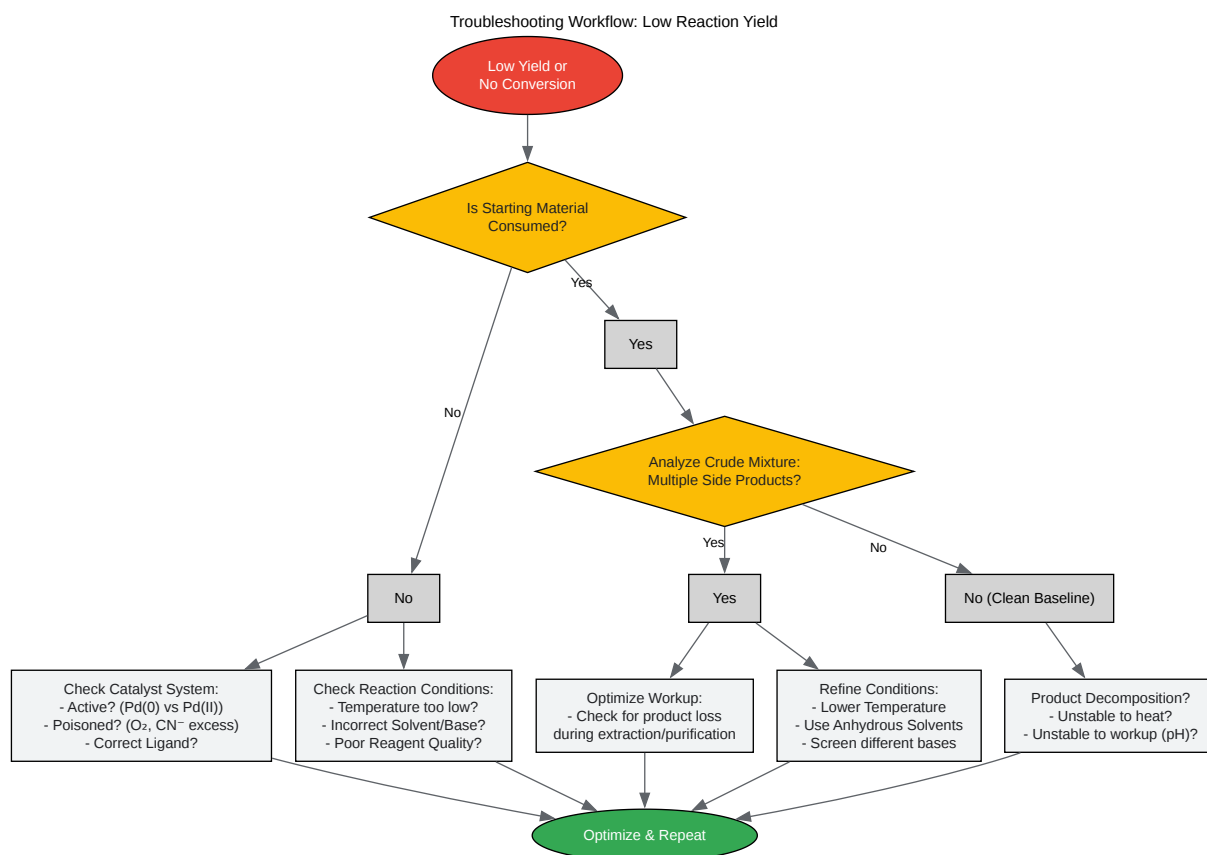 Troubleshooting Workflow: Low Reaction Yield
Low Yield or
No Conversion
Is Starting Material
Consumed?
Yes
Yes
No
Analyze Crude Mixture:
Multiple Side Products?
Yes
No
No
Yes
No (Clean Baseline)
Check Catalyst System:
- Active? (Pd(0) vs Pd(II))
- Poisoned? (O₂, CN⁻ excess)
- Correct Ligand?
Check Reaction Conditions:
- Temperature too low?
- Incorrect Solvent/Base?
- Poor Reagent Quality?
Optimize Workup:
- Check for product loss
during extraction/purification
Refine Conditions:
- Lower Temperature
- Use Anhydrous Solvents
- Screen different bases
Product Decomposition?
- Unstable to heat?
- Unstable to workup (pH)?
Optimize & Repeat